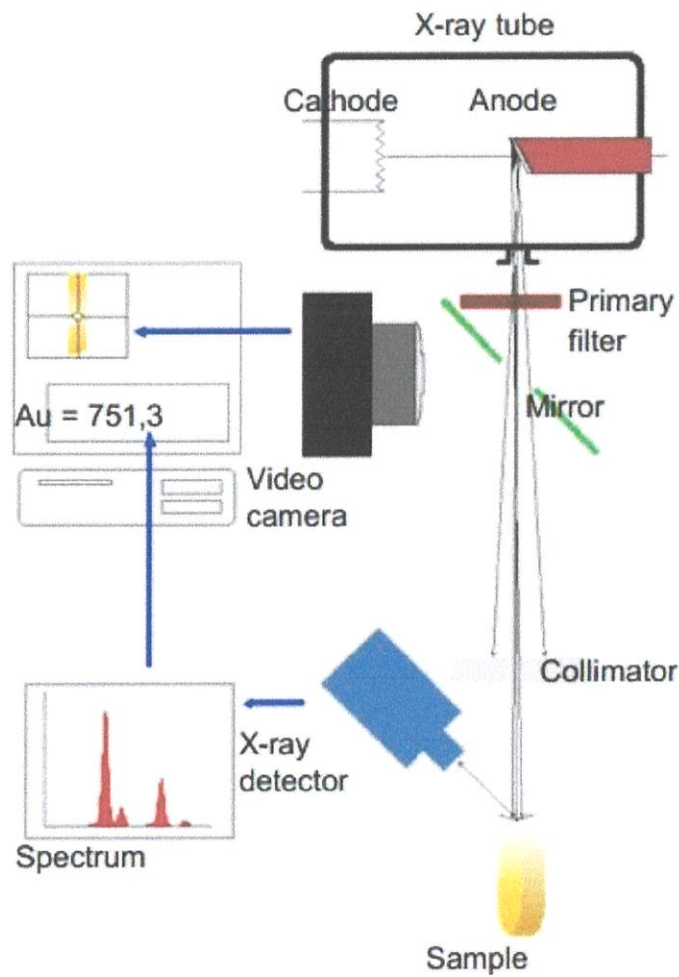 X-ray tube
Cathode
Anode
Primary
filter
Mirror
Au = 751,3
Video
camera
Collimator
X-ray
detector
Spectrum
Sample